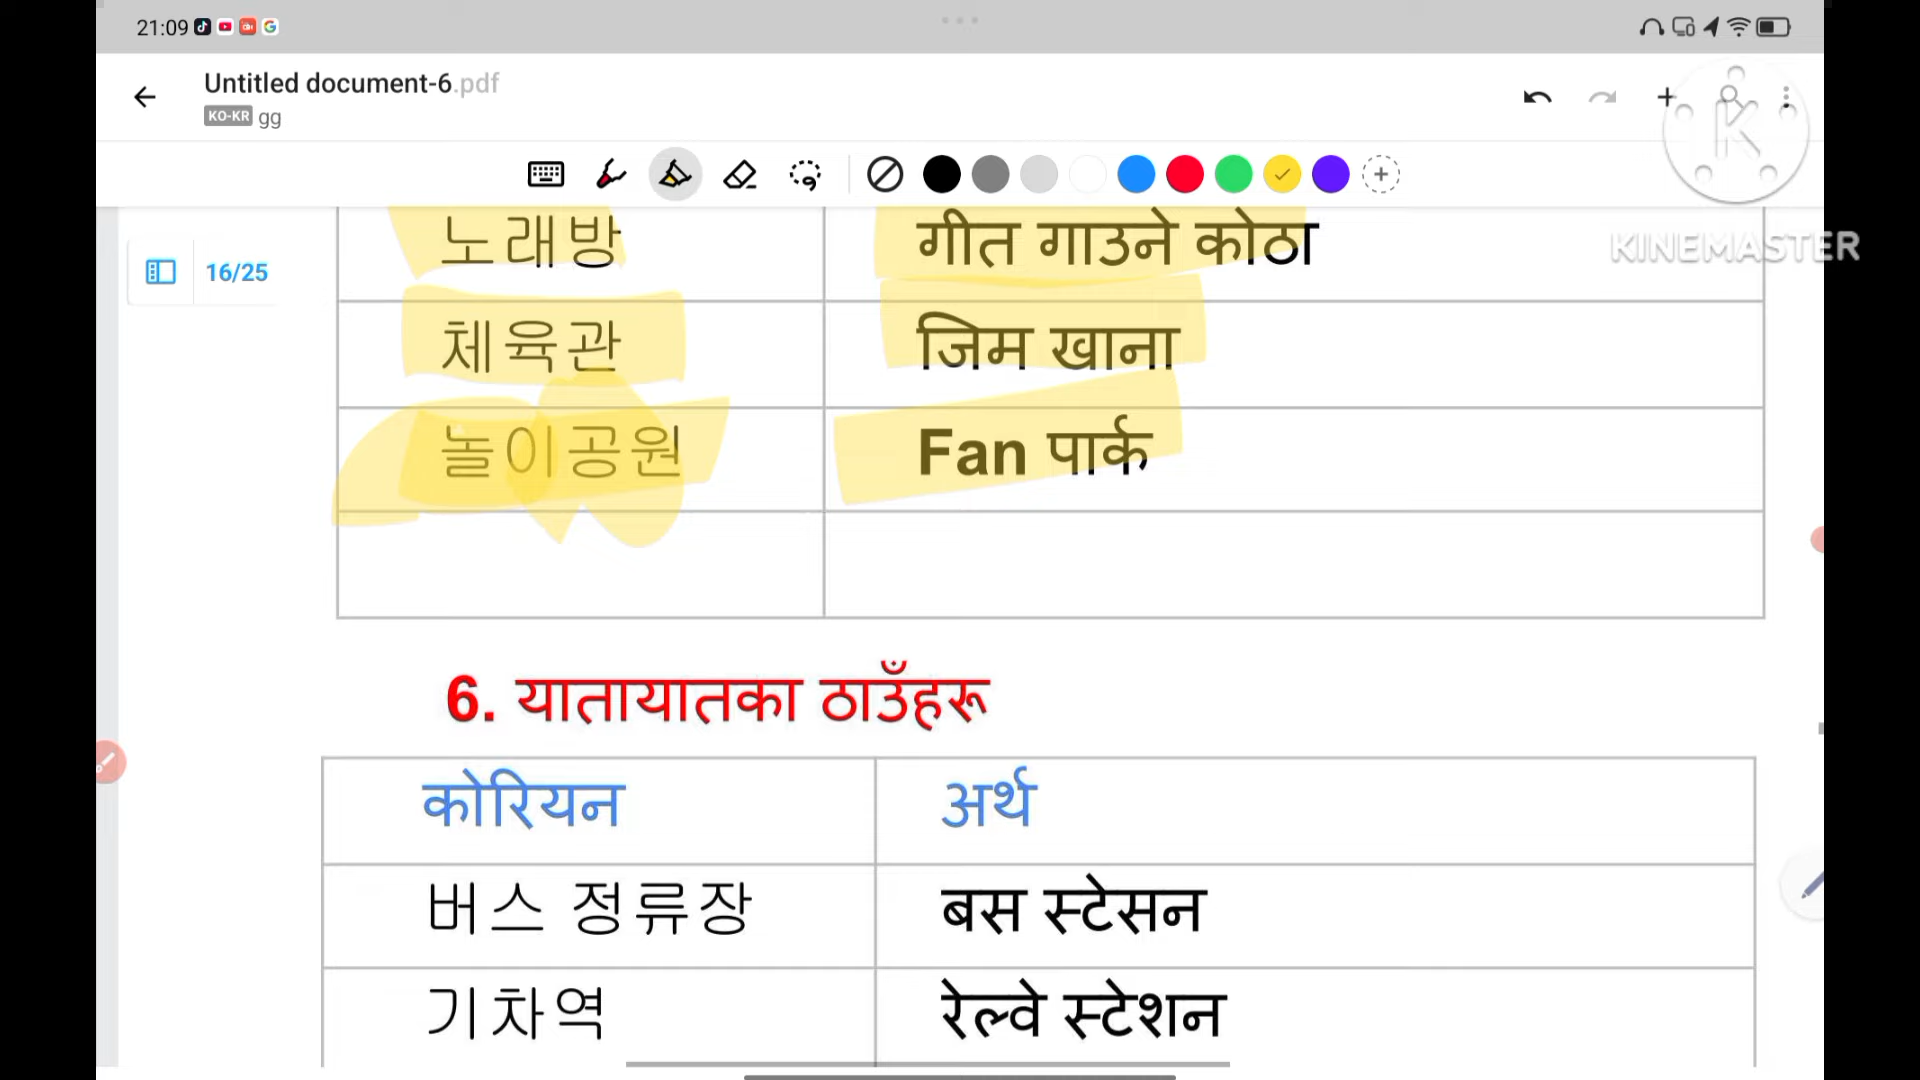 21:09
Untitled document-6.pdf
KO-KR gg
KINEMASTER
16/25
노래방 गीत गाउने कोठा
체육관 जिम खाना
놀이공원 Fan पार्क
6. यातायातका ठाउँहरू
कोरियन अर्थ
버스 정류장 बस स्टेसन
기차역 रेल्वे स्टेशन